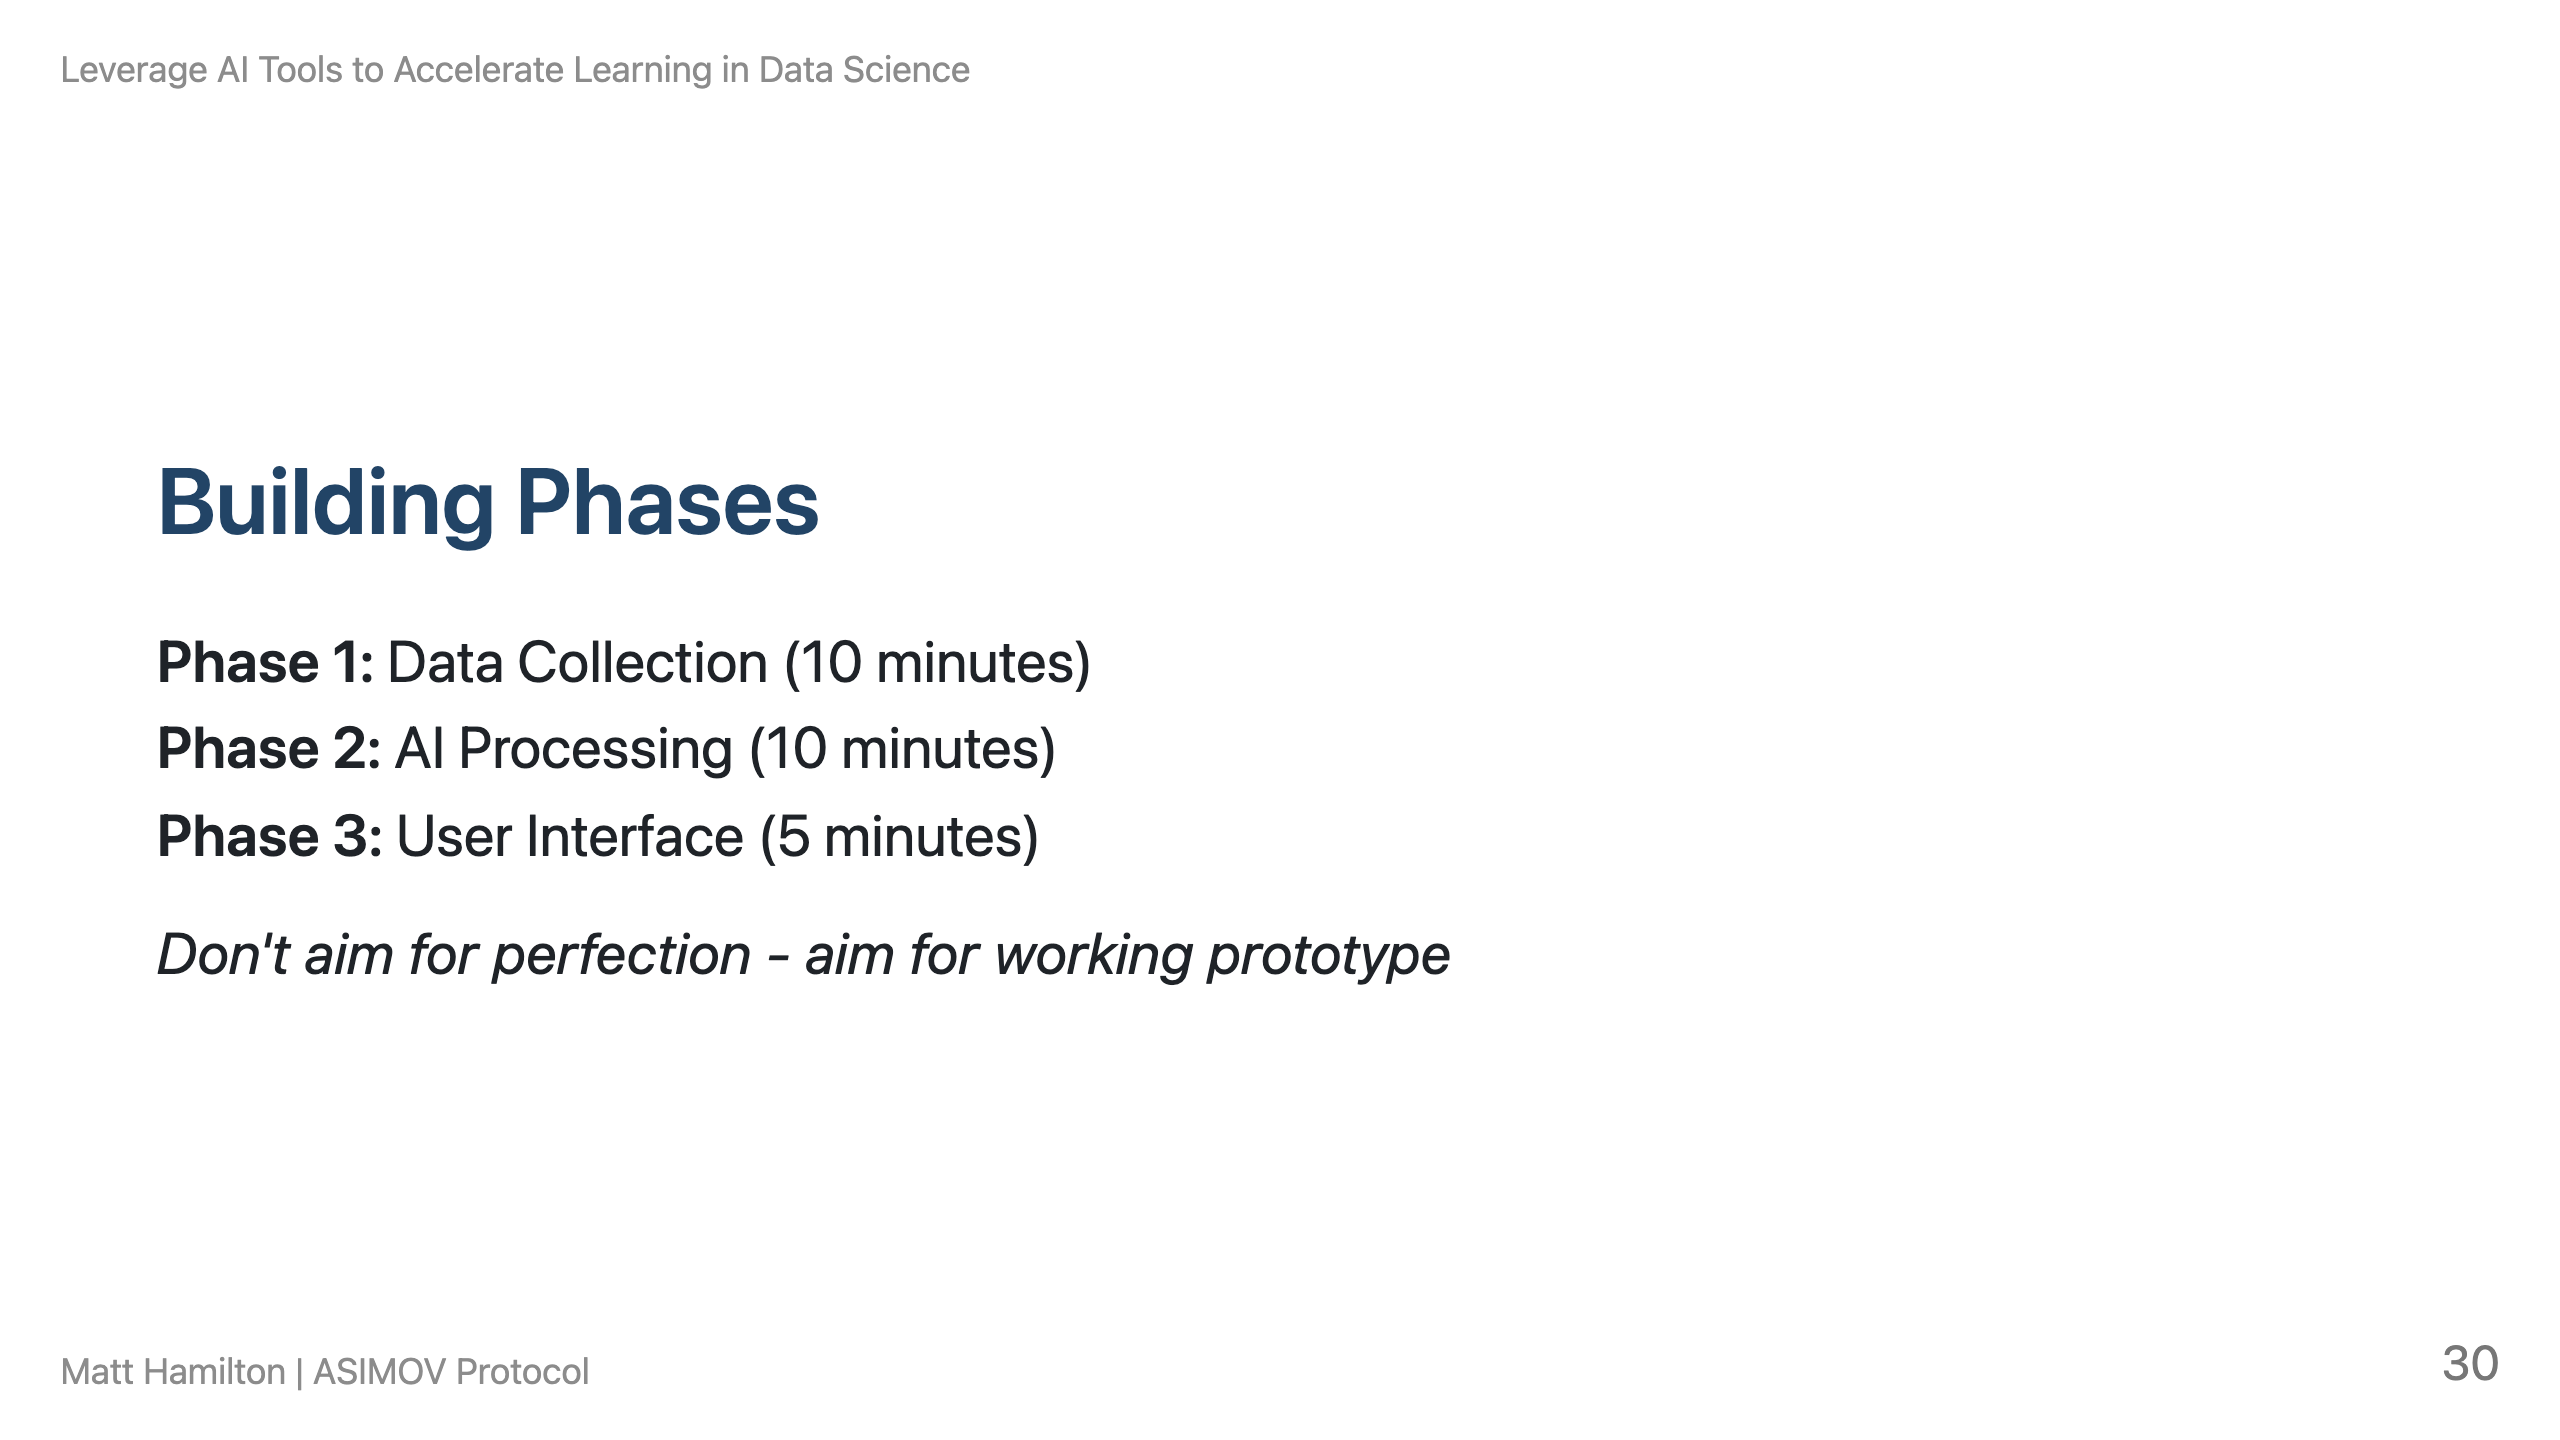 Leverage AI Tools to Accelerate Learning in Data Science
Building Phases
Phase 1: Data Collection (10 minutes)
Phase 2: AI Processing (10 minutes)
Phase 3: User Interface (5 minutes)
Don't aim for perfection - aim for working prototype
Matt Hamilton | ASIMOV Protocol
30